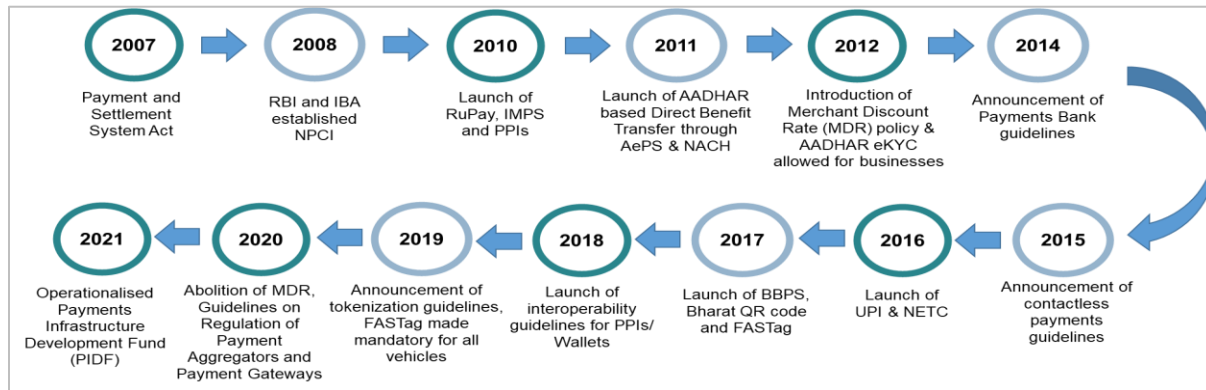 2007
Payment and
Settlement
System Act
2008
RBI and IBA
established
NPCI
2010
Launch of
RuPay, IMPS
and PPIs
2011
Launch of AADHAR
based Direct Benefit
Transfer through
AePS & NACH
2012
Introduction of
Merchant Discount
Rate (MDR) policy &
AADHAR eKYC
allowed for businesses
2014
Announcement of
Payments Bank
guidelines
2015
Announcement of
contactless
payments
guidelines
2016
Launch of
UPI & NETC
2017
Launch of BBPS,
Bharat QR code
and FASTag
2018
Launch of
interoperability
guidelines for PPIs/
Wallets
2019
Announcement of
tokenization guidelines,
FASTag made
mandatory for all
vehicles
2020
Abolition of MDR,
Guidelines on
Regulation of
Payment
Aggregators and
Payment Gateways
2021
Operationalised
Payments
Infrastructure
Development Fund
(PIDF)